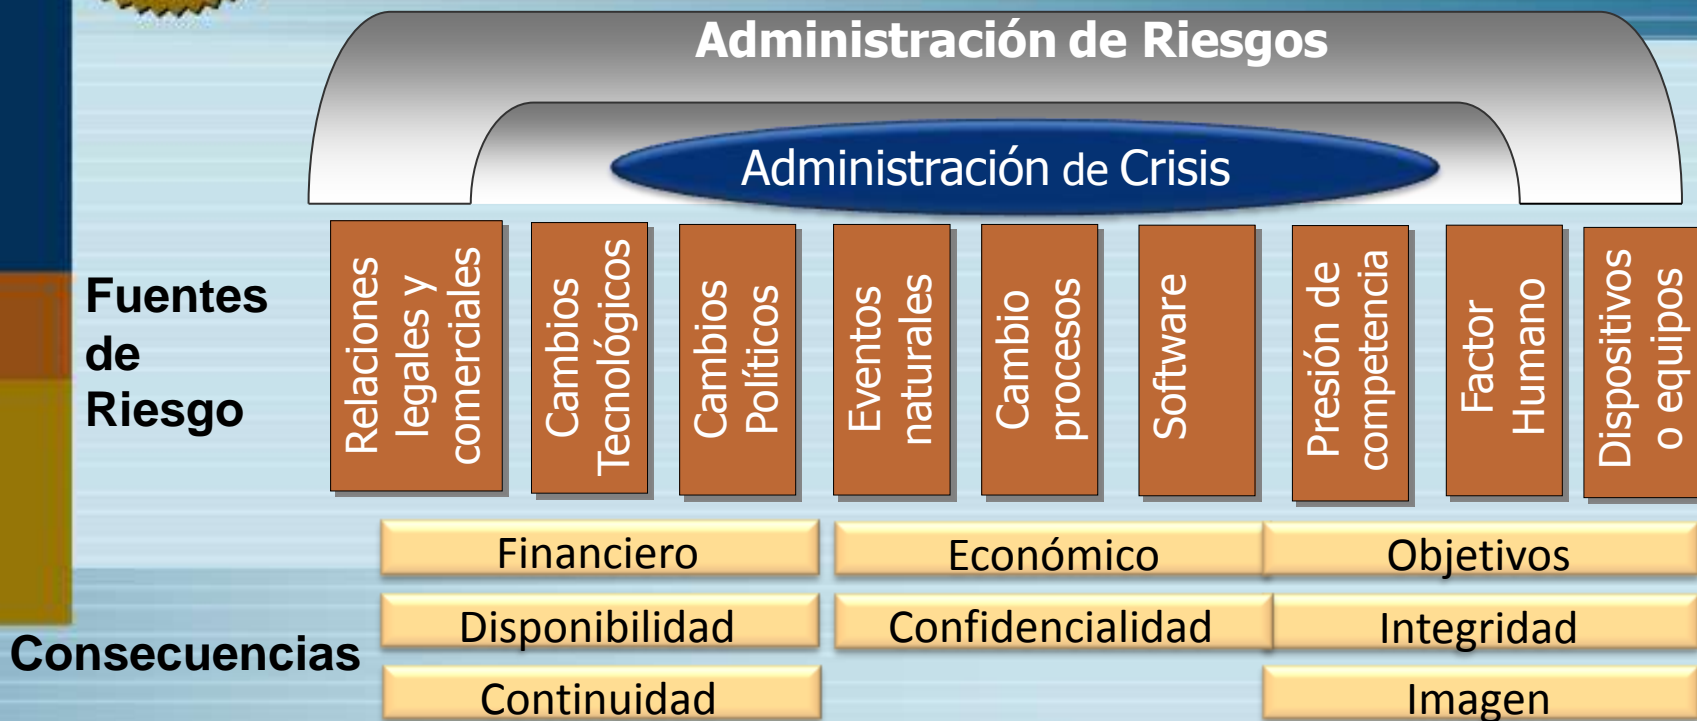 Administración de Riesgos
Administración de Crisis
Fuentes
de
Riesgo
Relaciones
legales y
comerciales
Cambios
Tecnológicos
Cambios
Políticos
Eventos
naturales
Cambio
procesos
Software
Presión de
competencia
Factor
Humano
Dispositivos
o equipos
Consecuencias
Financiero
Económico
Objetivos
Disponibilidad
Confidencialidad
Integridad
Continuidad
Imagen